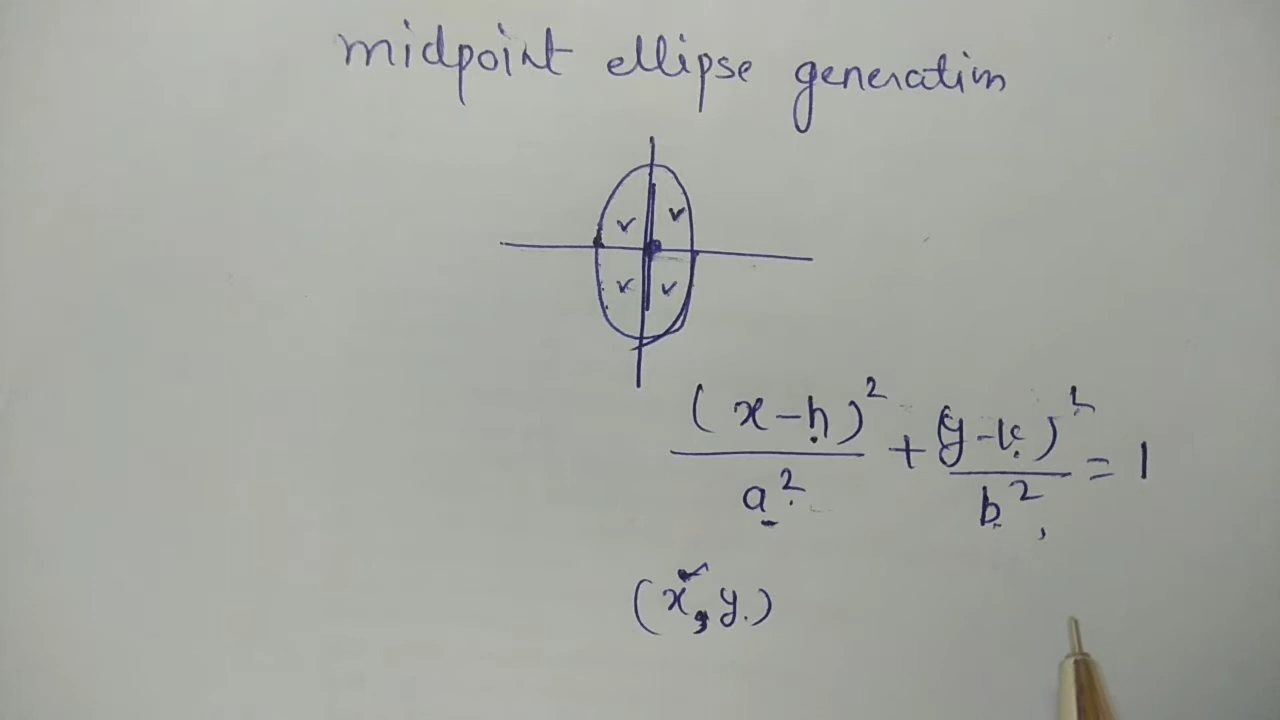 midpoint ellipse generation
(x-h)² + (y-k)² = 1
a² b²
(x, y.)